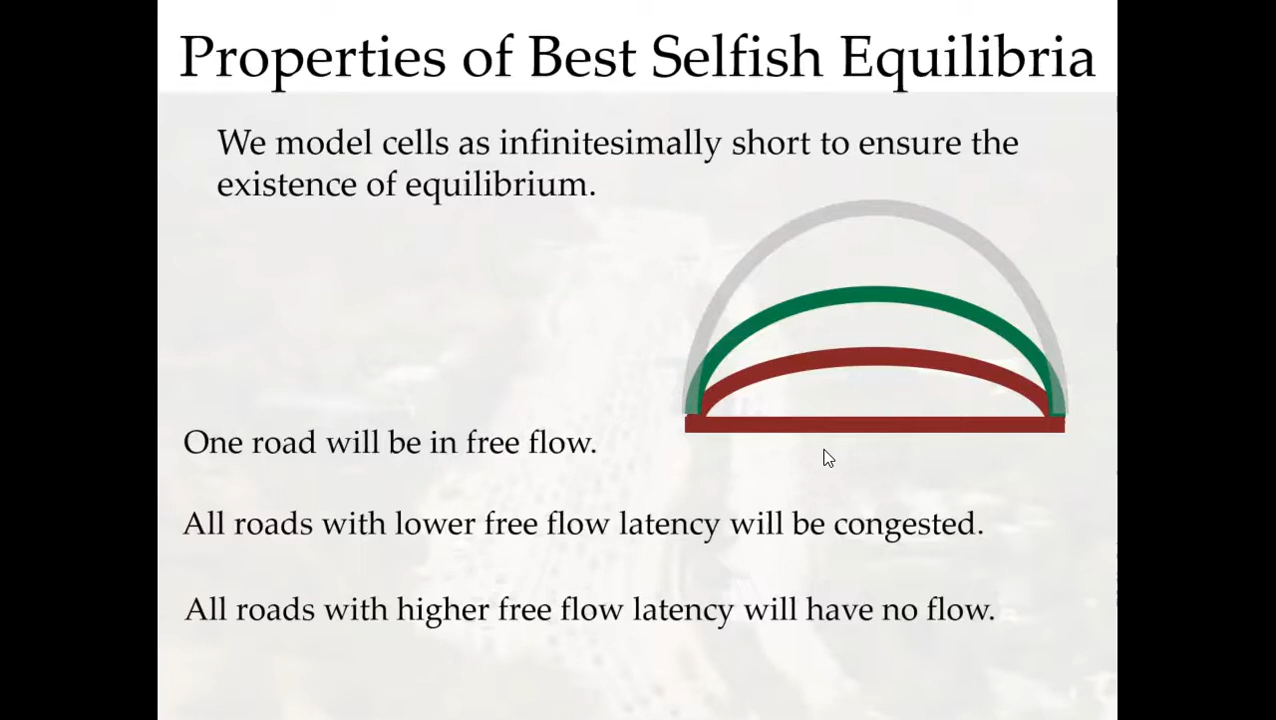 Properties of Best Selfish Equilibria
We model cells as infinitesimally short to ensure the
existence of equilibrium.
One road will be in free flow.
All roads with lower free flow latency will be congested.
All roads with higher free flow latency will have no flow.